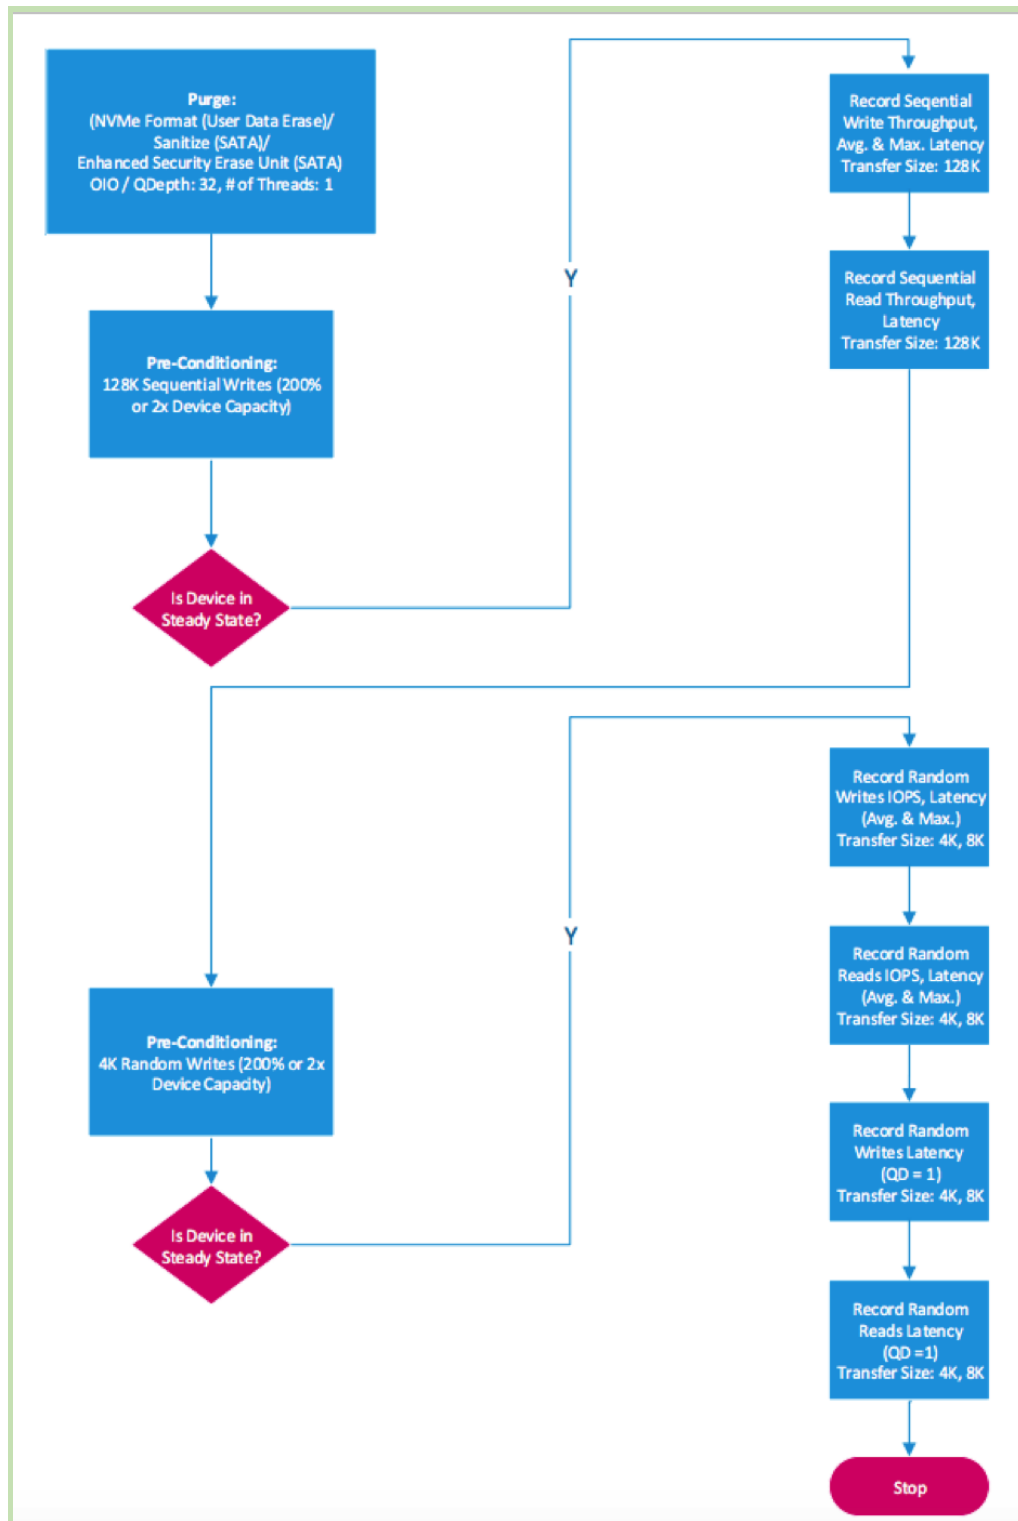 Purge:
(NVMe Format (User Data Erase)/
Sanitize (SATA)/
Enhanced Security Erase Unit (SATA)
OIO / QDepth: 32, # of Threads: 1
Pre-Conditioning:
128K Sequential Writes (200%
or 2x Device Capacity)
Is Device in
Steady State?
Y
Record Seqential
Write Throughput,
Avg. & Max. Latency
Transfer Size: 128K
Record Sequential
Read Throughput,
Latency
Transfer Size: 128K
Pre-Conditioning:
4K Random Writes (200% or 2x
Device Capacity)
Is Device in
Steady State?
Y
Record Random
Writes IOPS, Latency
(Avg. & Max.)
Transfer Size: 4K, 8K
Record Random
Reads IOPS, Latency
(Avg. & Max.)
Transfer Size: 4K, 8K
Record Random
Writes Latency
(QD = 1)
Transfer Size: 4K, 8K
Record Random
Reads Latency
(QD =1)
Transfer Size: 4K, 8K
Stop